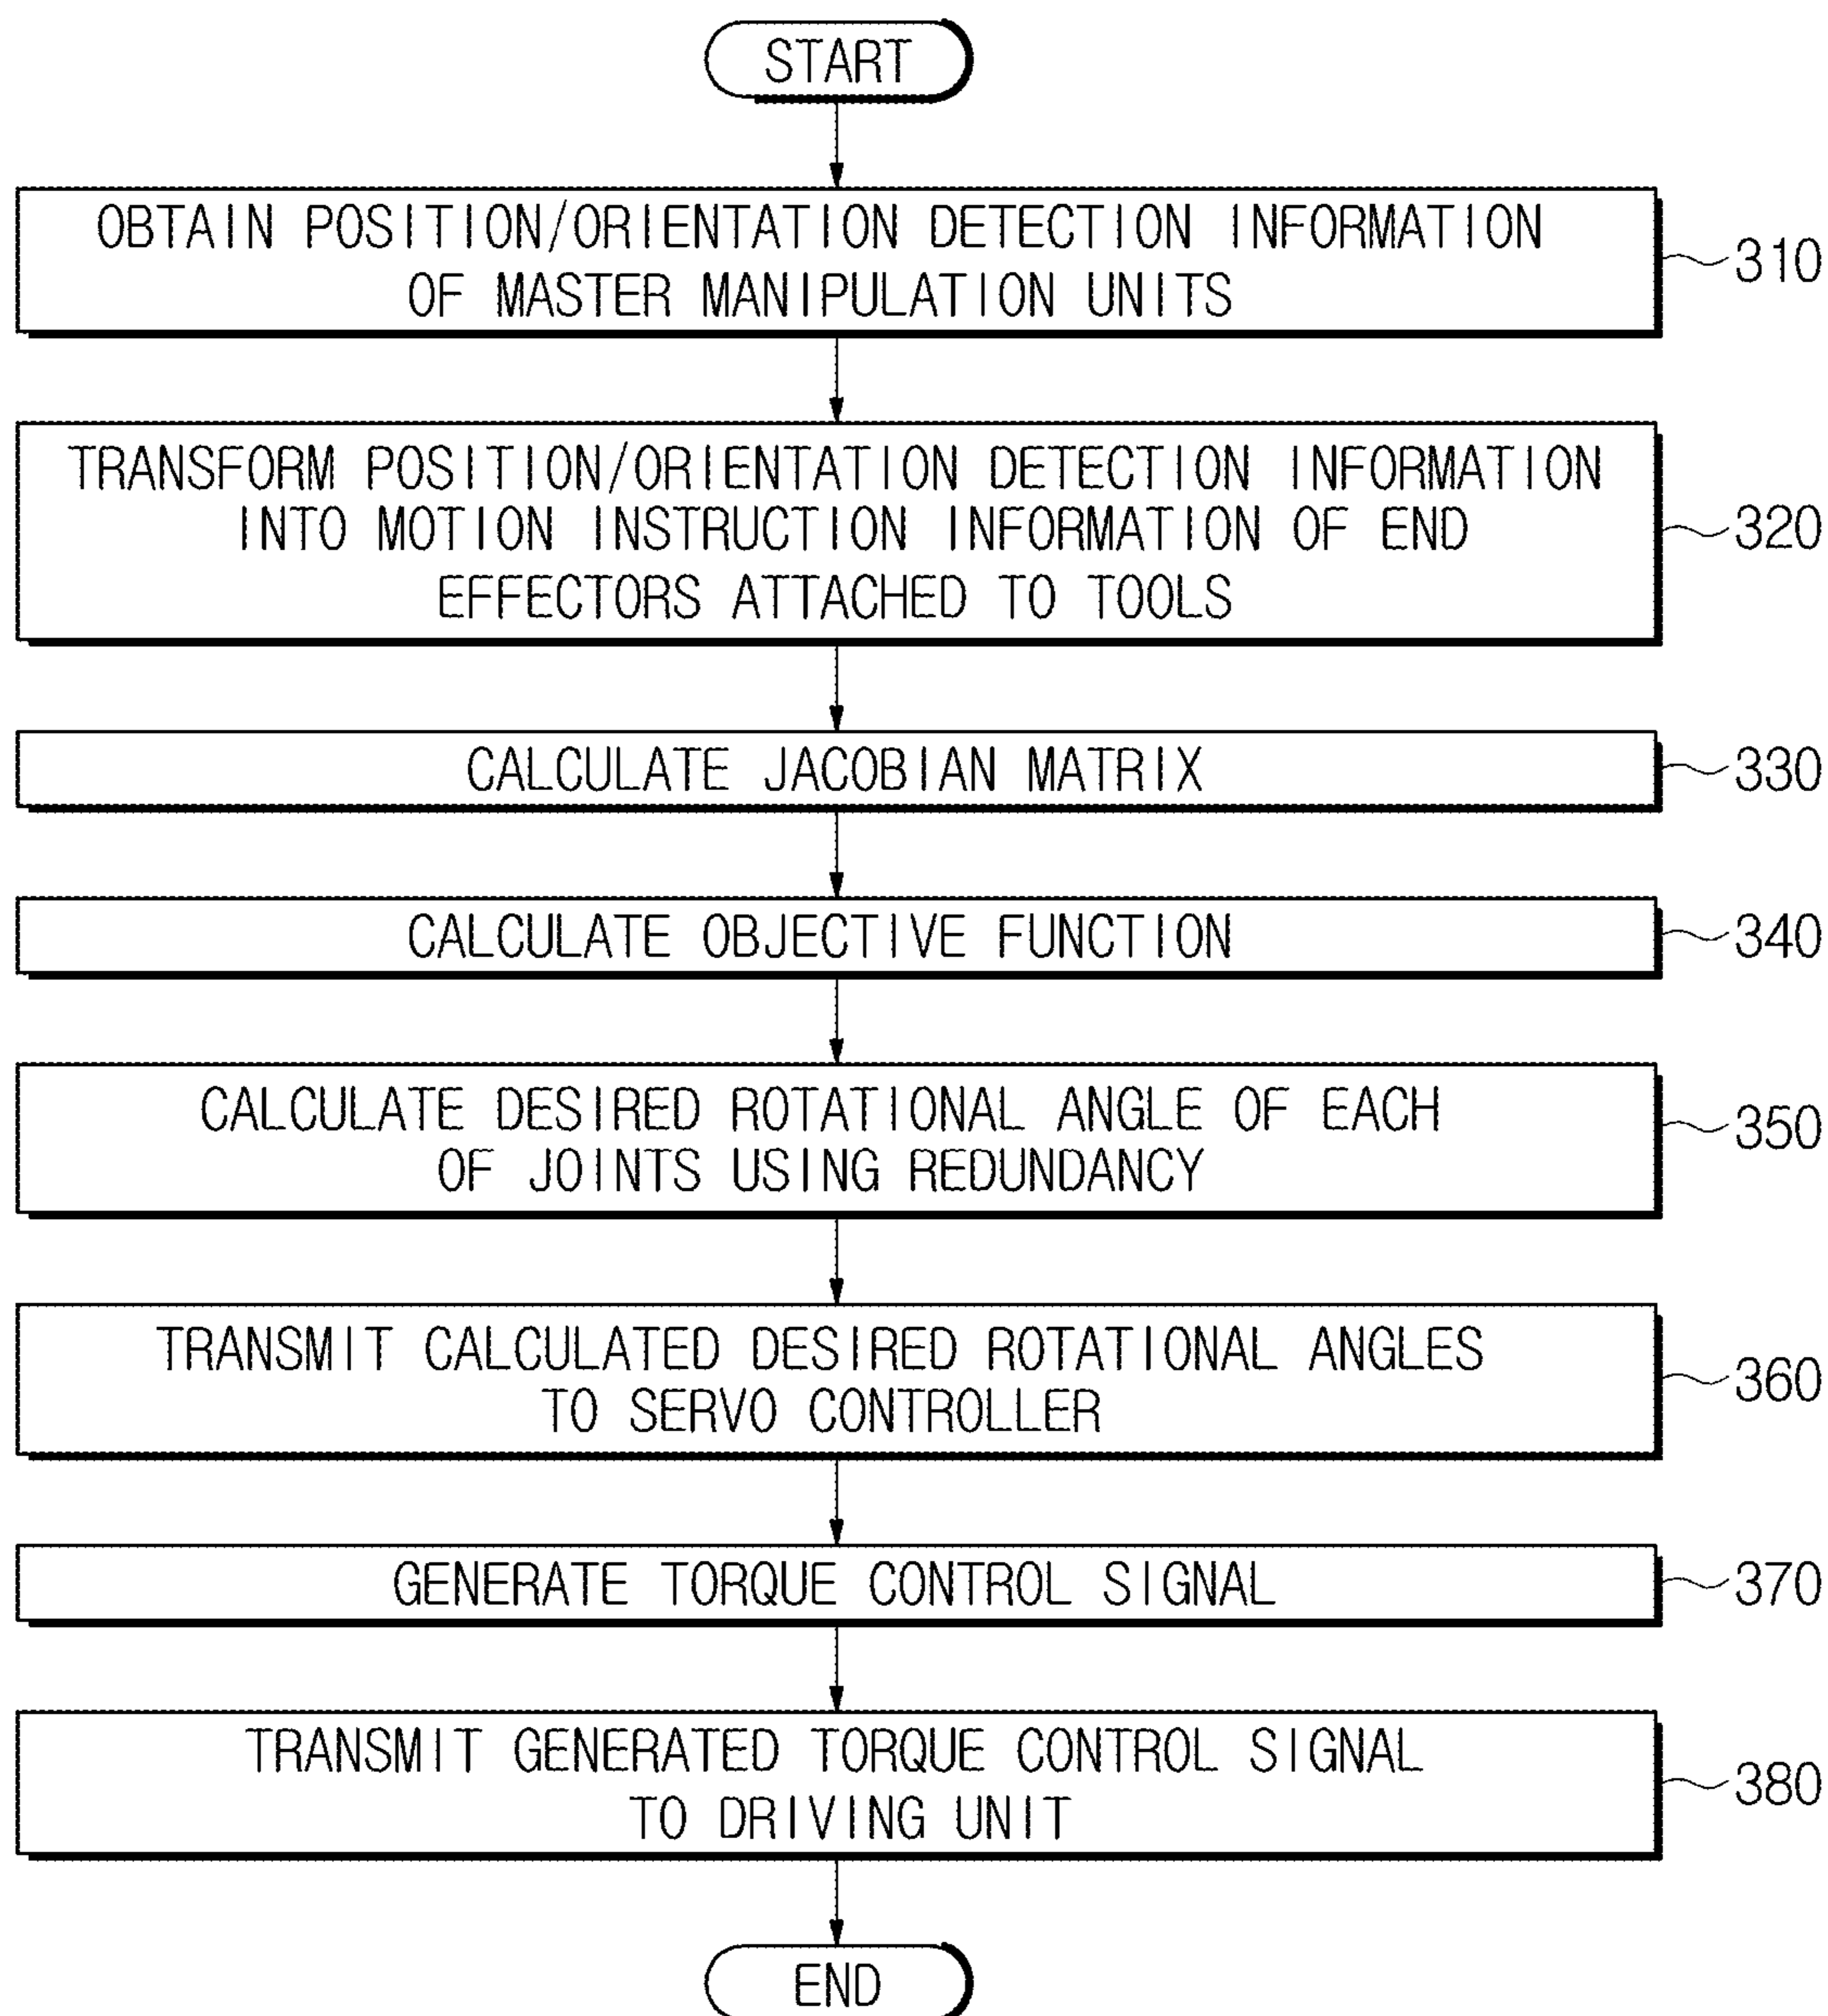 START
OBTAIN POSITION/ORIENTATION DETECTION INFORMATION
OF MASTER MANIPULATION UNITS
310
TRANSFORM POSITION/ORIENTATION DETECTION INFORMATION
INTO MOTION INSTRUCTION INFORMATION OF END
EFFECTORS ATTACHED TO TOOLS
320
CALCULATE JACOBIAN MATRIX
330
CALCULATE OBJECTIVE FUNCTION
340
CALCULATE DESIRED ROTATIONAL ANGLE OF EACH
OF JOINTS USING REDUNDANCY
350
TRANSMIT CALCULATED DESIRED ROTATIONAL ANGLES
TO SERVO CONTROLLER
360
GENERATE TORQUE CONTROL SIGNAL
370
TRANSMIT GENERATED TORQUE CONTROL SIGNAL
TO DRIVING UNIT
380
END